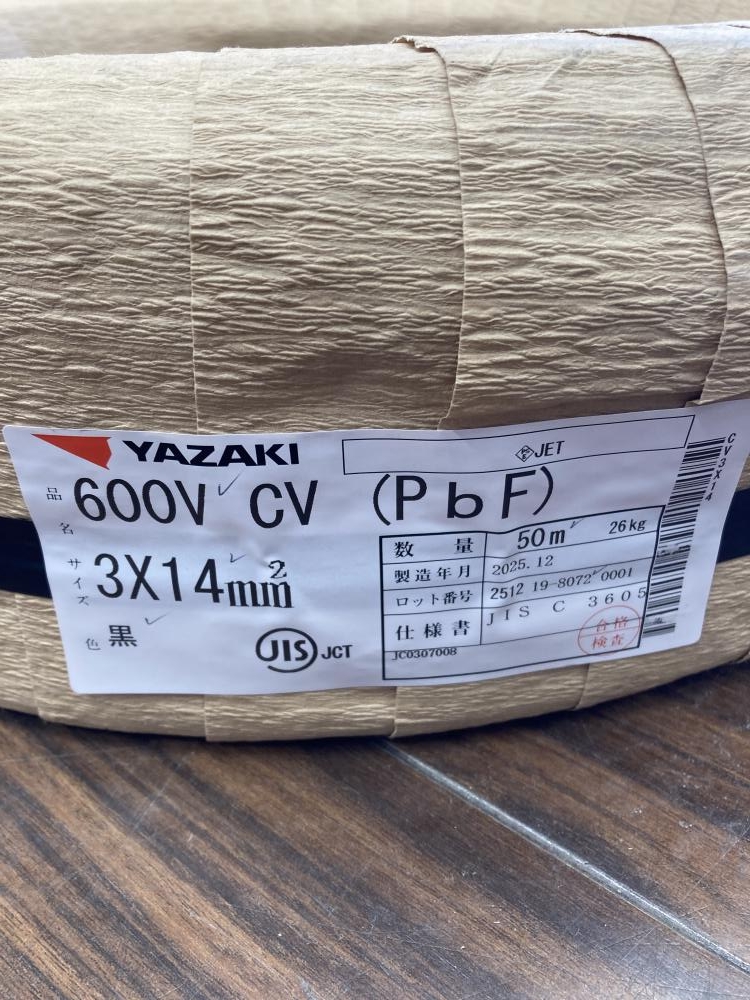 YAZAKI
JET
品名 600V CV (PbF)
サイズ 3X14mm²
色 黒
JIS JCT
数量 50m 26kg
製造年月 2025.12
ロット番号 2512 19-8072 0001
仕様書 JIS C 3605
JC0307008
合格
検査
CV3X14